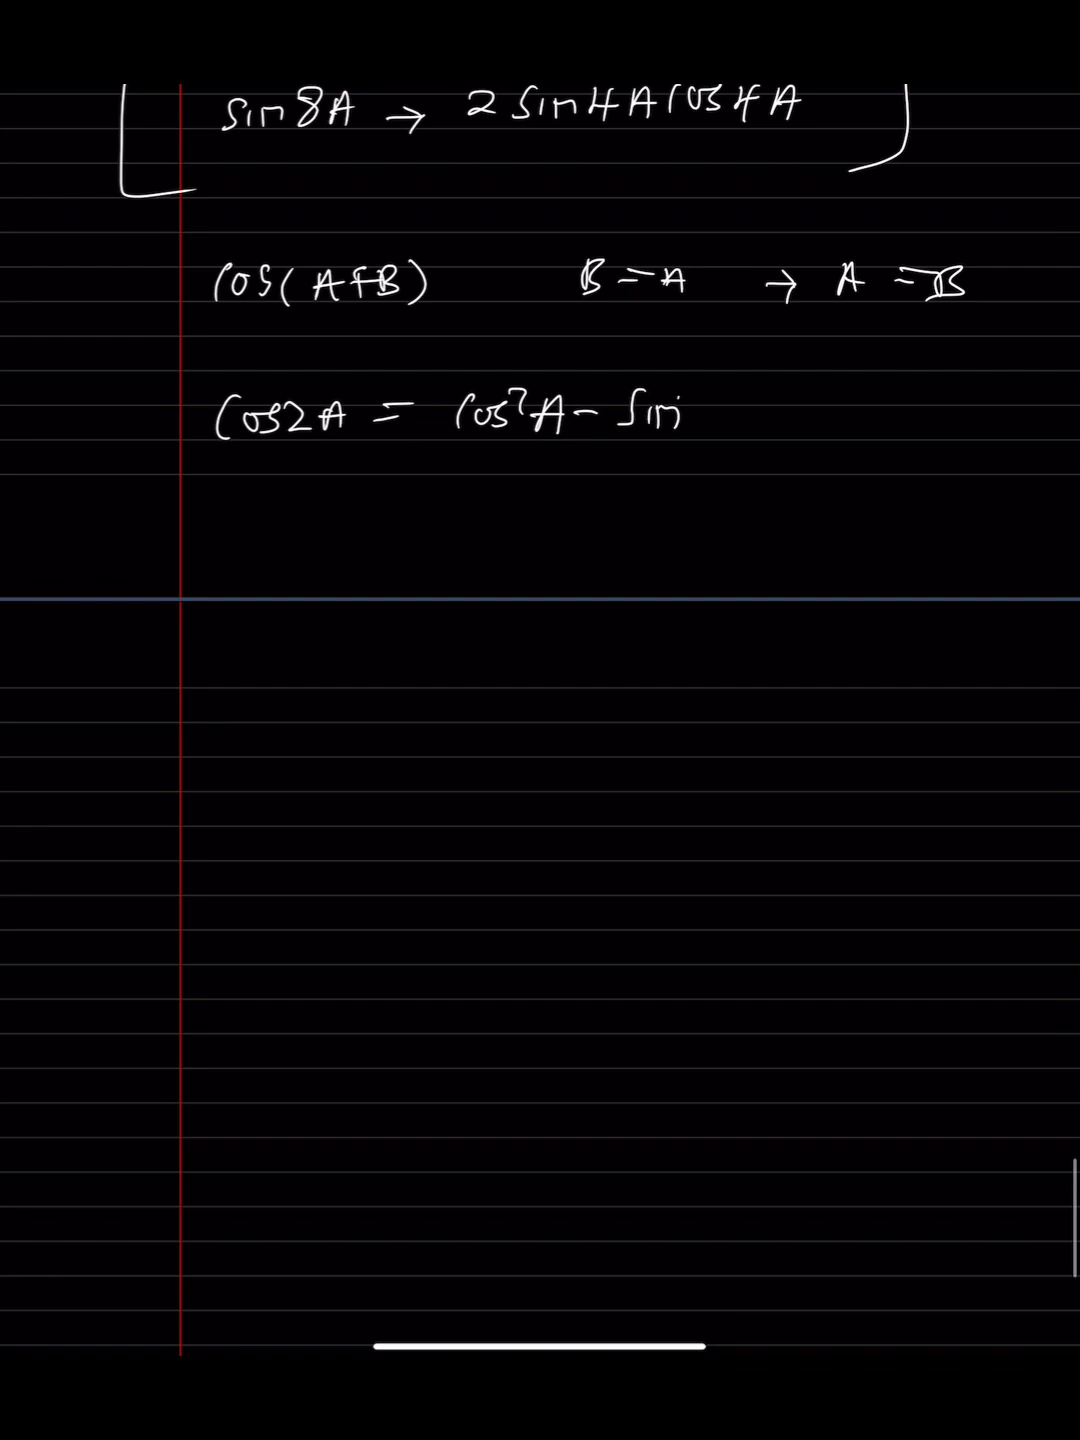 sin8A → 2sin4Acos4A
cos(A+B) B=A → A=B
Cos2A = cos²A - sin